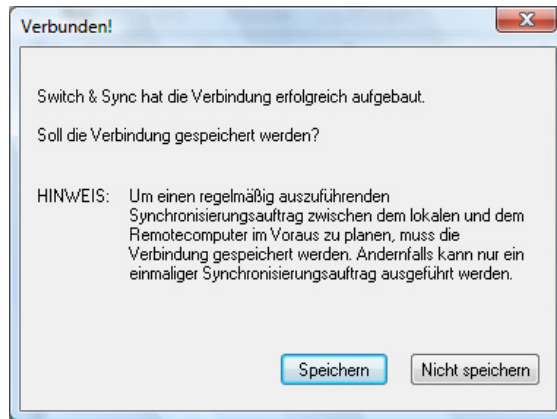 Verbunden!
Switch & Sync hat die Verbindung erfolgreich aufgebaut.
Soll die Verbindung gespeichert werden?
HINWEIS: Um einen regelmäßig auszuführenden
Synchronisierungsauftrag zwischen dem lokalen und dem
Remotecomputer im Voraus zu planen, muss die
Verbindung gespeichert werden. Andernfalls kann nur ein
einmaliger Synchronisierungsauftrag ausgeführt werden.
Speichern Nicht speichern